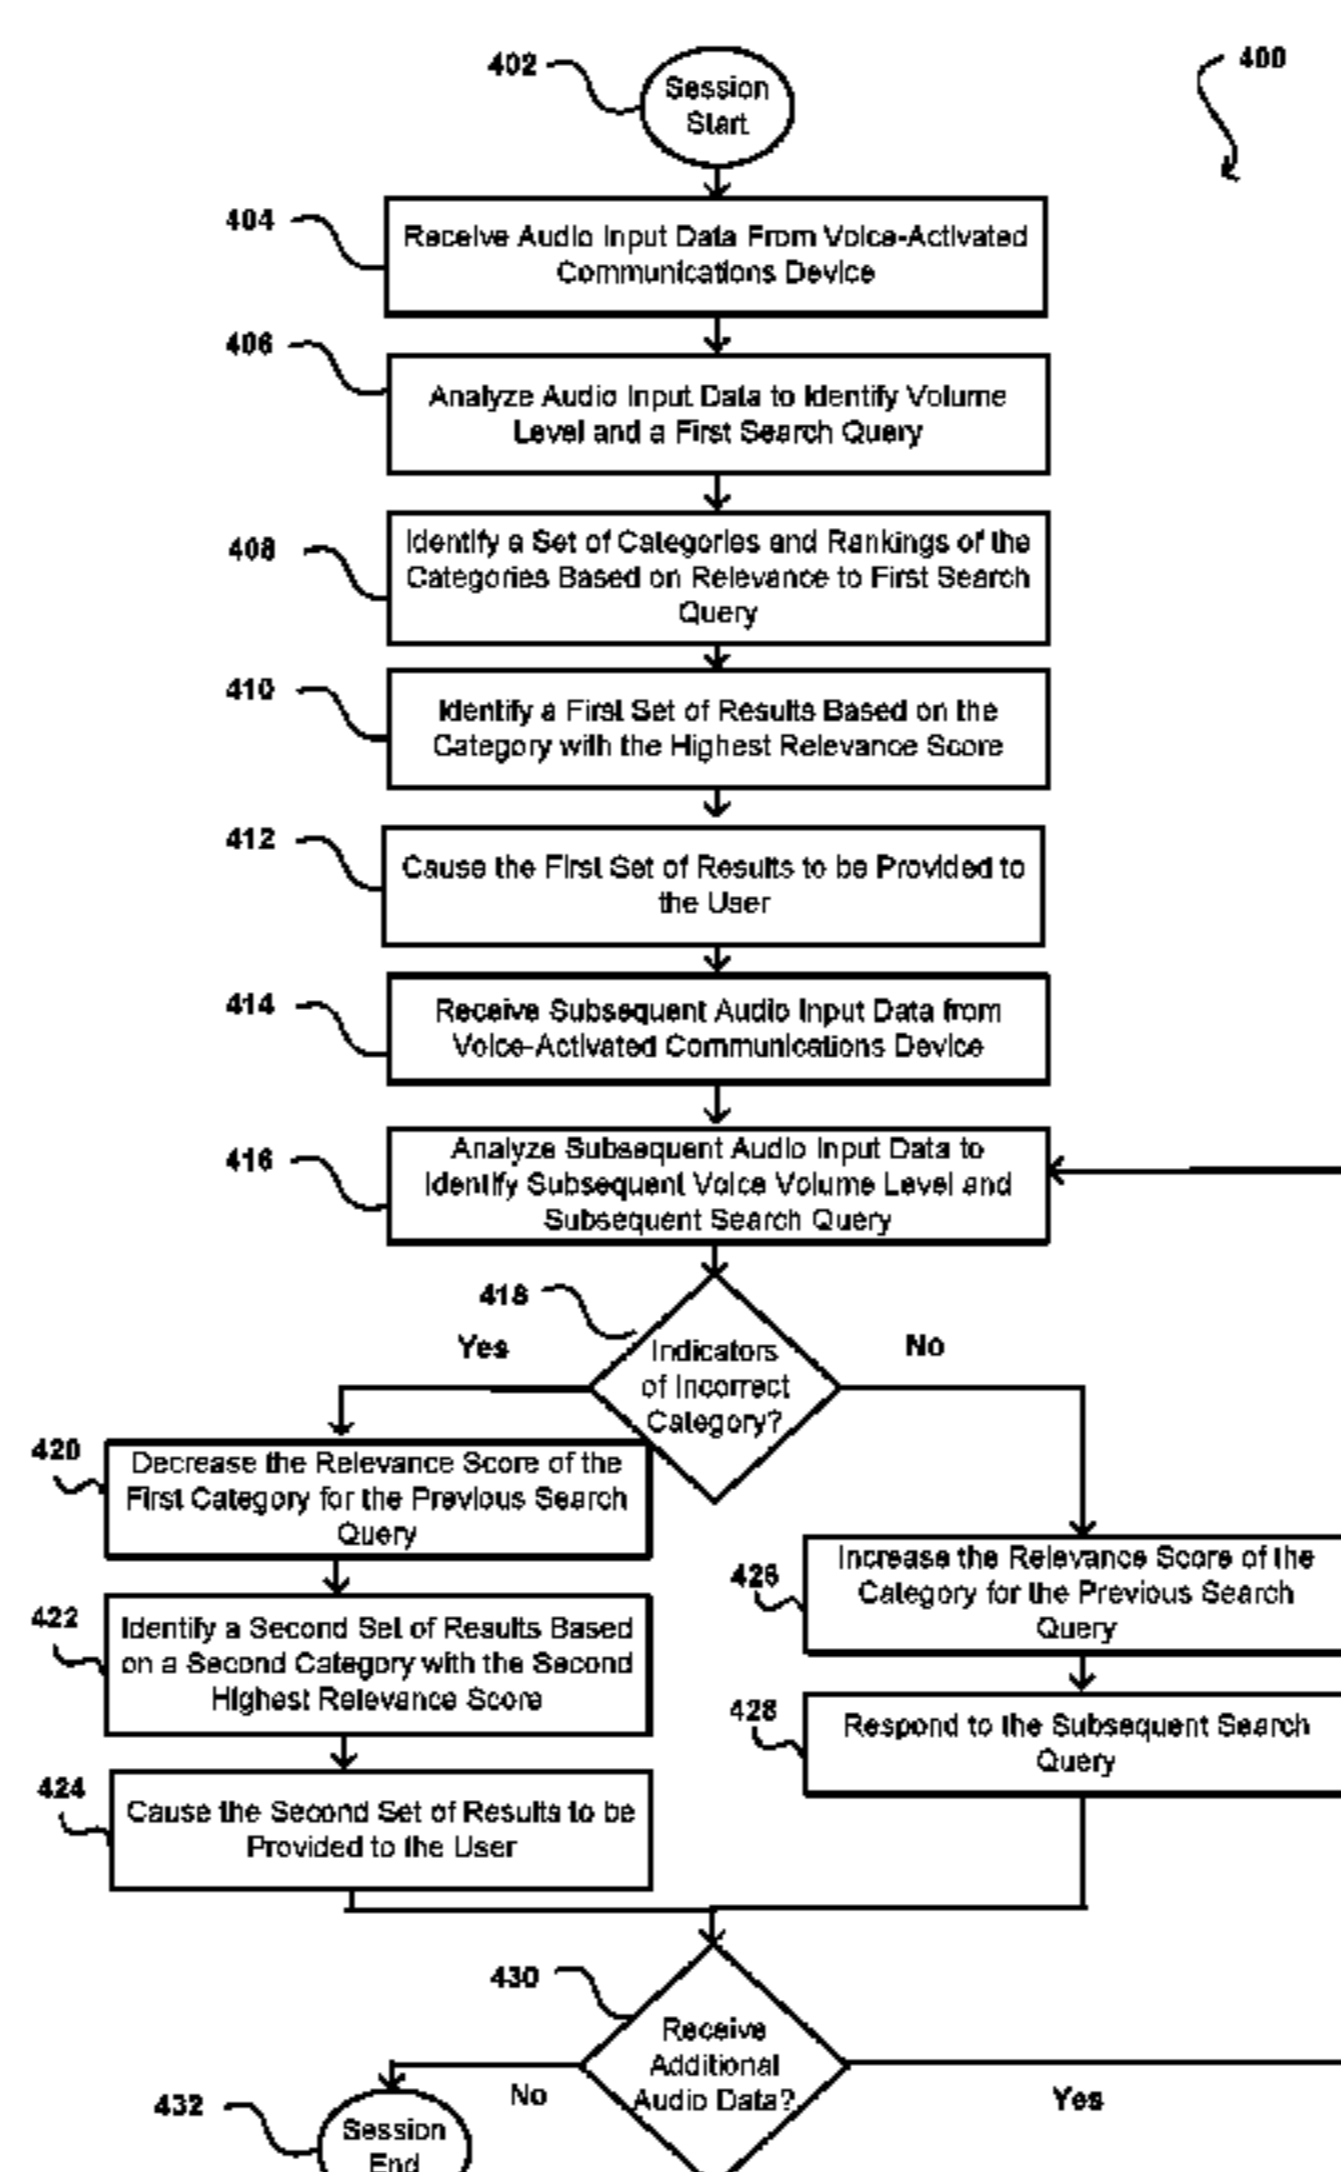 402
Session
Start
400
404
Receive Audio Input Data From Voice-Activated
Communications Device
406
Analyze Audio Input Data to Identify Volume
Level and a First Search Query
408
Identify a Set of Categories and Rankings of the
Categories Based on Relevance to First Search
Query
410
Identify a First Set of Results Based on the
Category with the Highest Relevance Score
412
Cause the First Set of Results to be Provided to
the User
414
Receive Subsequent Audio Input Data from
Voice-Activated Communications Device
416
Analyze Subsequent Audio Input Data to
Identify Subsequent Voice Volume Level and
Subsequent Search Query
418
Yes
Indicators
of Incorrect
Category?
No
420
Decrease the Relevance Score of the
First Category for the Previous Search
Query
422
Identify a Second Set of Results Based
on a Second Category with the Second
Highest Relevance Score
424
Cause the Second Set of Results to be
Provided to the User
426
Increase the Relevance Score of the
Category for the Previous Search
Query
428
Respond to the Subsequent Search
Query
430
Receive
Additional
Audio Data?
No
Yes
432
Session
End